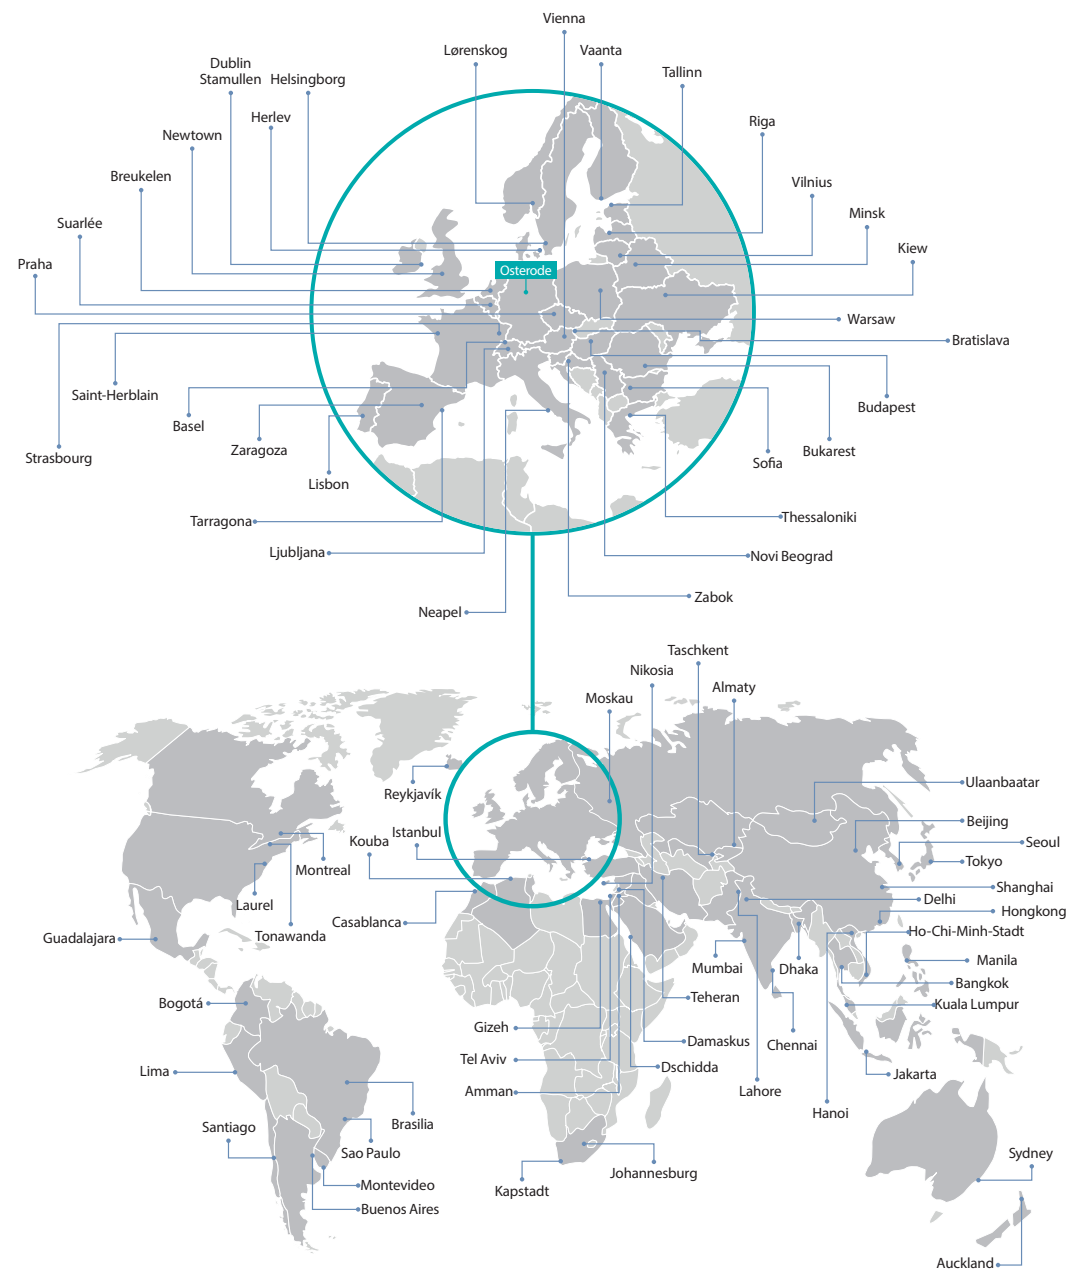 Vienna
Lørenskog
Vaanta
Dublin
Stamullen
Helsingborg
Tallinn
Herlev
Riga
Newtown
Breukelen
Vilnius
Minsk
Suarlée
Kiew
Praha
Osterode
Warsaw
Bratislava
Saint-Herblain
Budapest
Basel
Zaragoza
Bukarest
Strasbourg
Sofia
Lisbon
Tarragona
Thessaloniki
Ljubljana
Novi Beograd
Zabok
Neapel
Taschkent
Nikosia
Almaty
Moskau
Ulaanbaatar
Reykjavík
Beijing
Istanbul
Kouba
Seoul
Tokyo
Montreal
Shanghai
Delhi
Laurel
Hongkong
Casablanca
Ho-Chi-Minh-Stadt
Tonawanda
Guadalajara
Manila
Mumbai
Dhaka
Bangkok
Teheran
Bogotá
Kuala Lumpur
Gizeh
Damaskus
Chennai
Tel Aviv
Dschidda
Lima
Jakarta
Amman
Lahore
Hanoi
Brasilia
Santiago
Sao Paulo
Sydney
Johannesburg
Montevideo
Kapstadt
Buenos Aires
Auckland